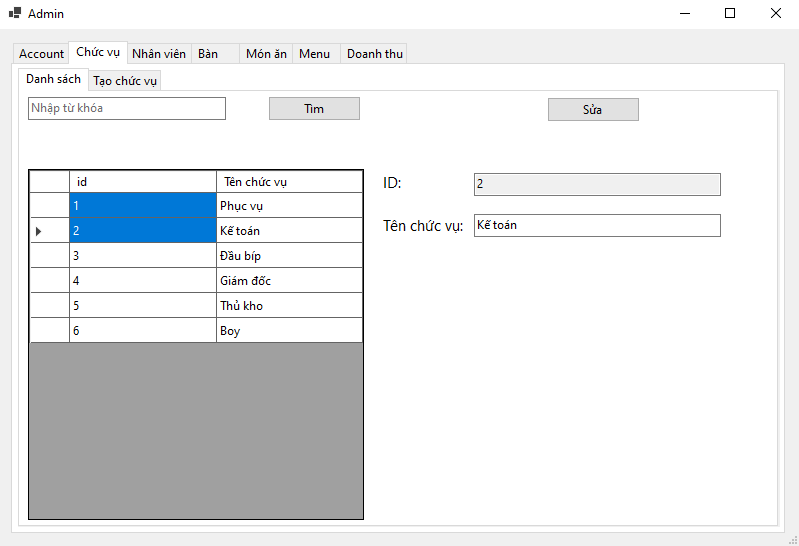 Admin
Account Chức vụ Nhân viên Bàn Món ăn Menu Doanh thu
Danh sách Tạo chức vụ
Nhập từ khóa Tìm Sửa
id Tên chức vụ
1 Phục vụ
2 Kế toán
3 Đầu bíp
4 Giám đốc
5 Thủ kho
6 Boy
ID: 2
Tên chức vụ: Kế toán